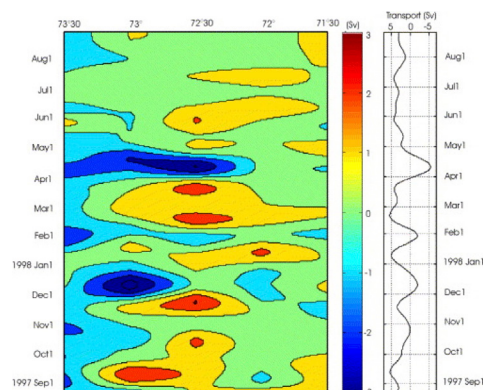 73'30 73' 72'30 72' 71'30
(Sv)
Transport (Sv)
5 0 -5
3
2
1
0
-1
-2
Aug1
Jul1
Jun1
May1
Apr1
Mar1
Feb1
1998 Jan1
Dec1
Nov1
Oct1
1997 Sep1
Aug1
Jul1
Jun1
May1
Apr1
Mar1
Feb1
1998 Jan1
Dec1
Nov1
Oct1
1997 Sep1